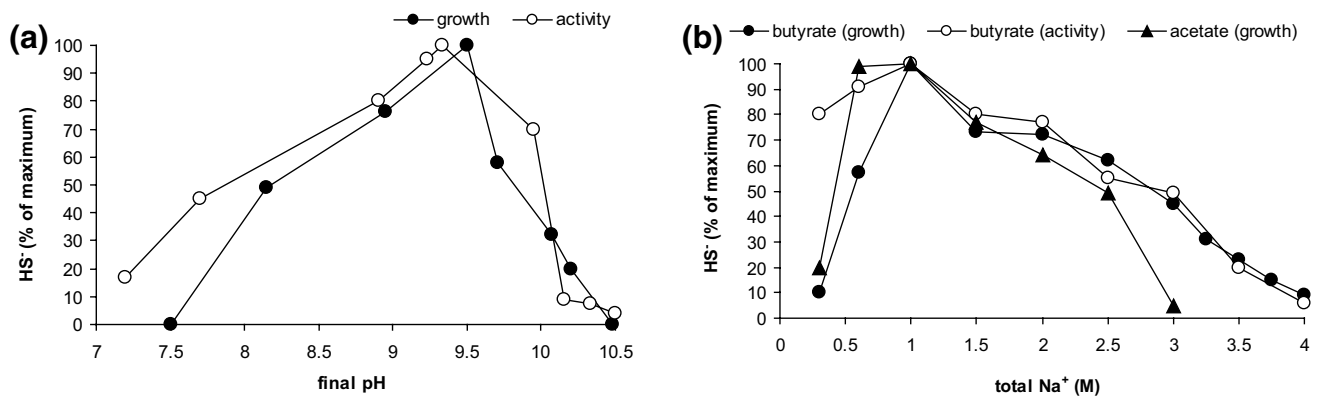 (a)
growth activity
HS⁻ (% of maximum)
100
90
80
70
60
50
40
30
20
10
0
7 7.5 8 8.5 9 9.5 10 10.5
final pH
(b)
butyrate (growth) butyrate (activity) acetate (growth)
HS⁻ (% of maximum)
100
90
80
70
60
50
40
30
20
10
0
0 0.5 1 1.5 2 2.5 3 3.5 4
total Na⁺ (M)